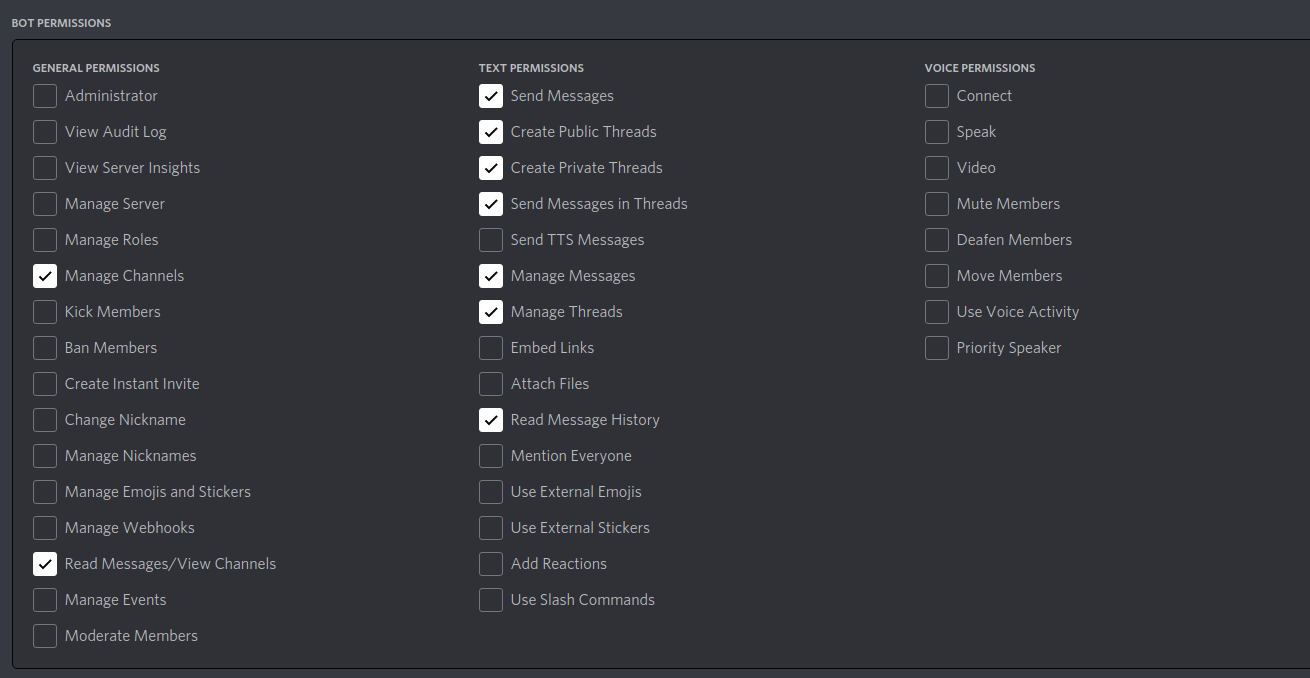 BOT PERMISSIONS
GENERAL PERMISSIONS
Administrator
View Audit Log
View Server Insights
Manage Server
Manage Roles
Manage Channels
Kick Members
Ban Members
Create Instant Invite
Change Nickname
Manage Nicknames
Manage Emojis and Stickers
Manage Webhooks
Read Messages/View Channels
Manage Events
Moderate Members
TEXT PERMISSIONS
Send Messages
Create Public Threads
Create Private Threads
Send Messages in Threads
Send TTS Messages
Manage Messages
Manage Threads
Embed Links
Attach Files
Read Message History
Mention Everyone
Use External Emojis
Use External Stickers
Add Reactions
Use Slash Commands
VOICE PERMISSIONS
Connect
Speak
Video
Mute Members
Deafen Members
Move Members
Use Voice Activity
Priority Speaker